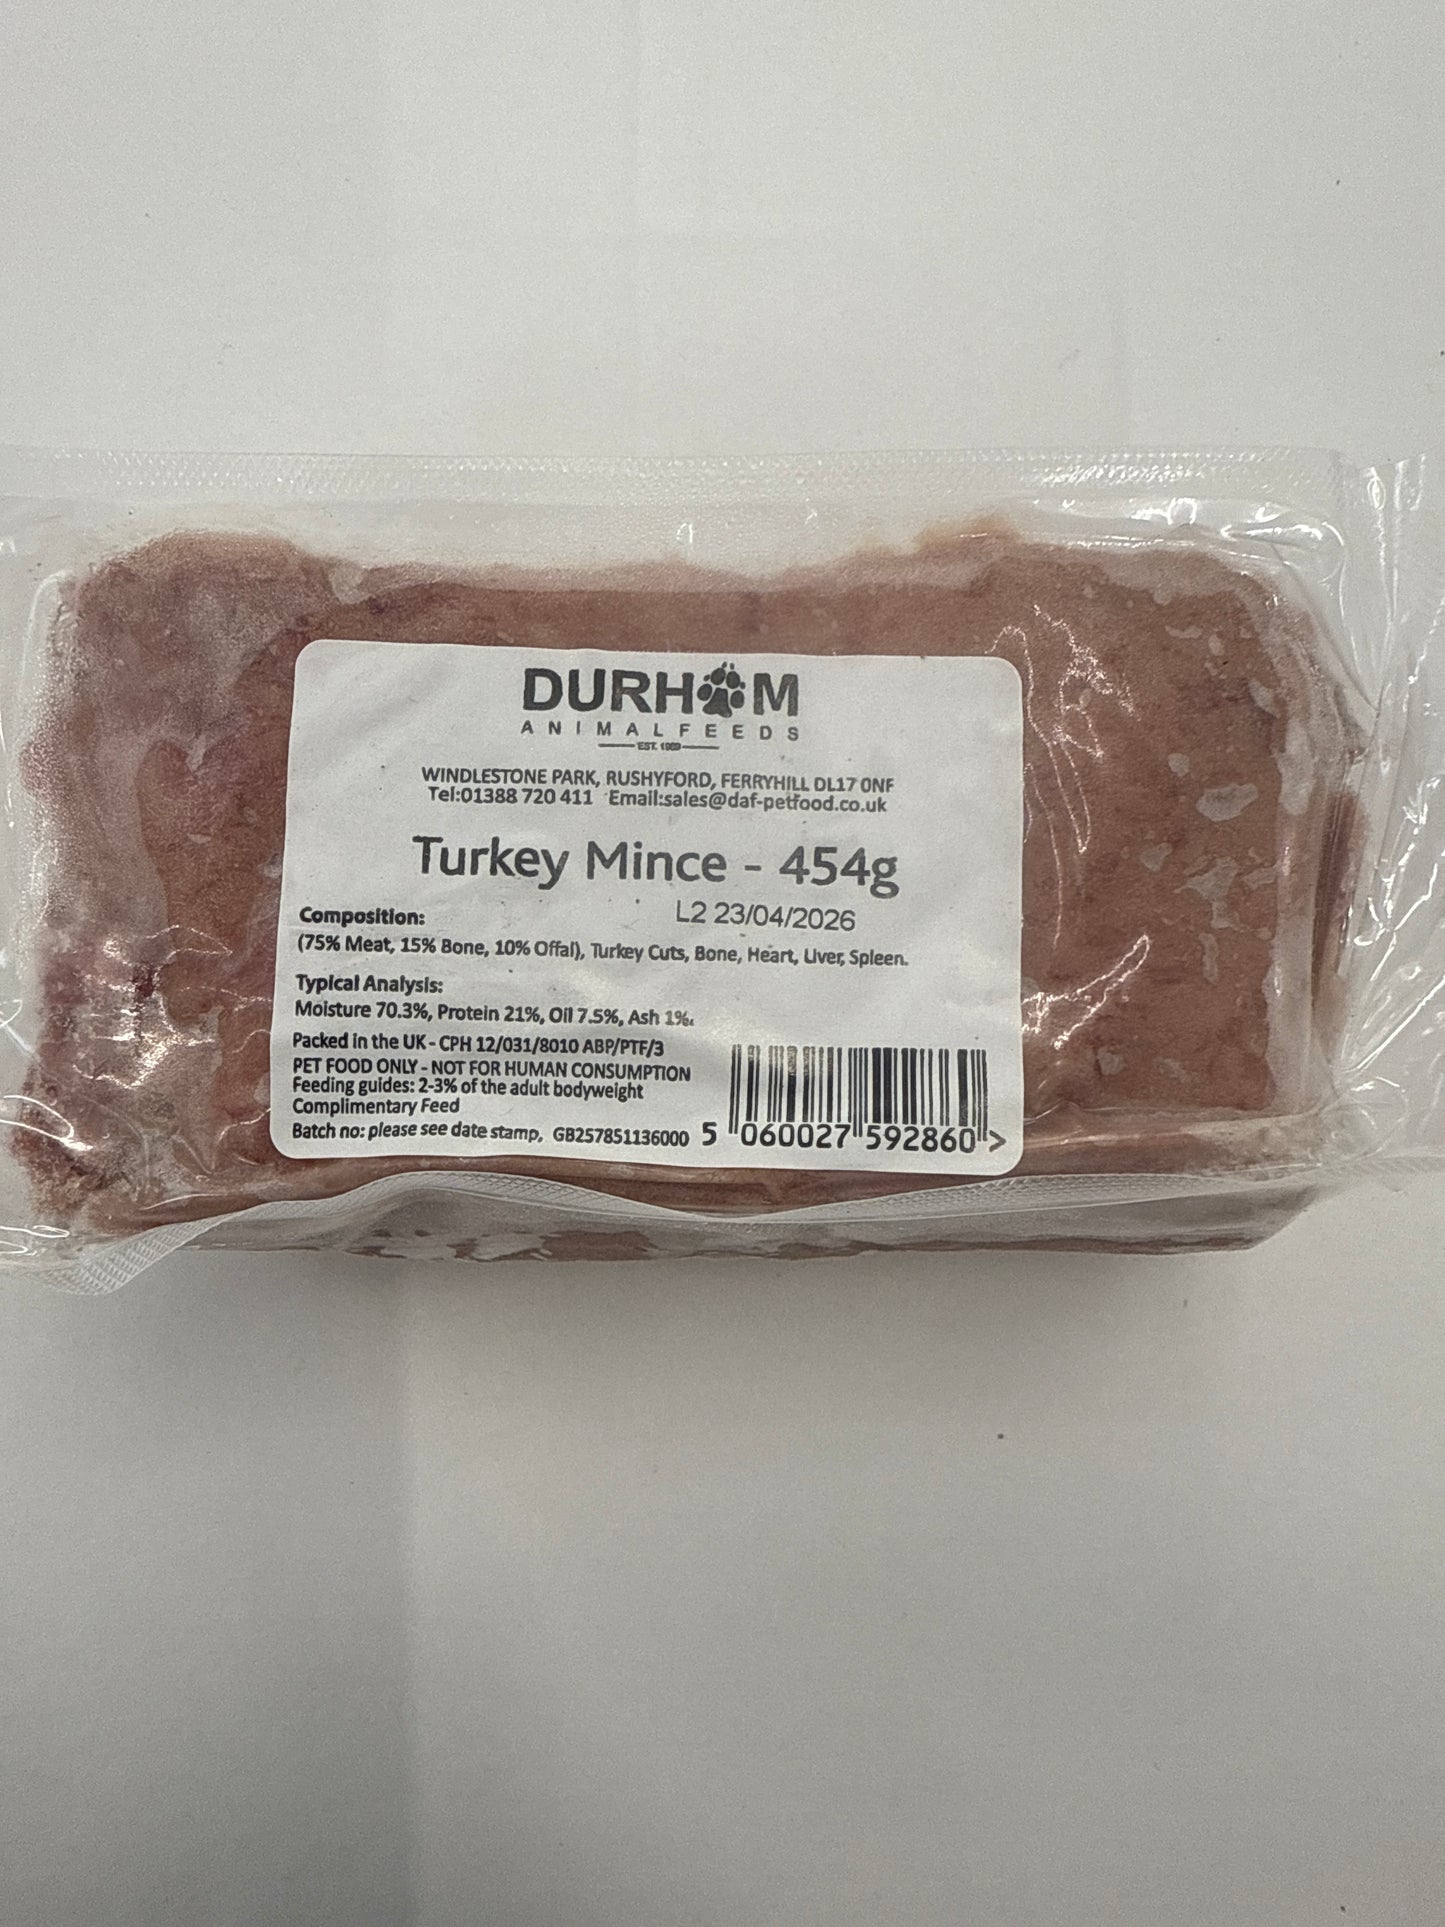 DURHAM
ANIMAL FEEDS
EST. 1989
WINDLESTONE PARK, RUSHYFORD, FERRYHILL DL17 0NF
Tel:01388 720 411 Email:sales@daf-petfood.co.uk
Turkey Mince - 454g
L2 23/04/2026
Composition:
(75% Meat, 15% Bone, 10% Offal), Turkey Cuts, Bone, Heart, Liver, Spleen.
Typical Analysis:
Moisture 70.3%, Protein 21%, Oil 7.5%, Ash 1%.
Packed in the UK - CPH 12/031/8010 ABP/PTF/3
PET FOOD ONLY - NOT FOR HUMAN CONSUMPTION
Feeding guides: 2-3% of the adult bodyweight
Complimentary Feed
Batch no: please see date stamp, GB257851136000
5 060027 592860 >